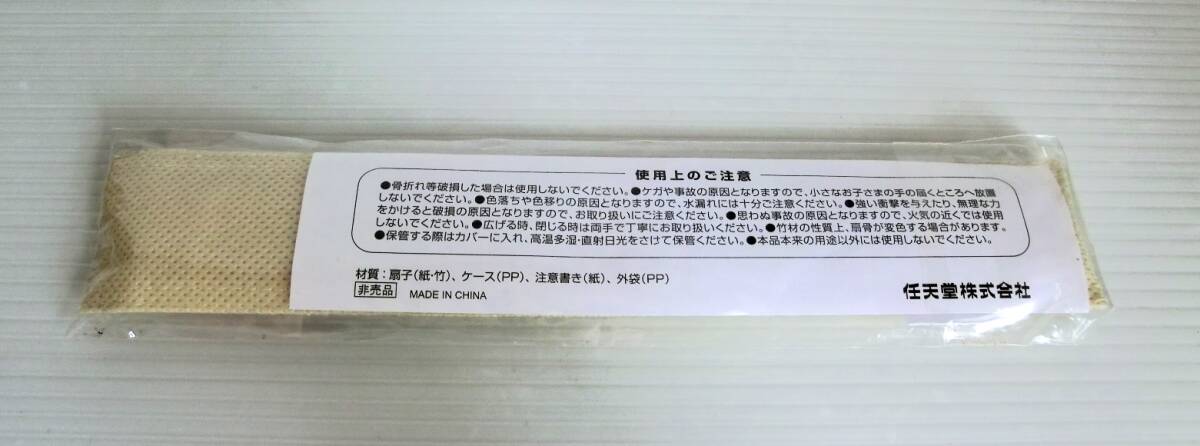 使用上のご注意
●骨折れ等破損した場合は使用しないでください。●ケガや事故の原因となりますので、小さなお子さまの手の届くところへ放置
しないでください。●色落ちや色移りの原因となりますので、水漏れには十分ご注意ください。●強い衝撃を与えたり、無理な力
をかけると破損の原因となりますので、お取り扱いにご注意ください。●思わぬ事故の原因となりますので、火気の近くでは使用
しないでください。●広げる時、閉じる時は両手で丁寧にお取り扱いください。●竹材の性質上、扇骨が変色する場合があります。
●保管する際はカバーに入れ、高温多湿・直射日光をさけて保管ください。●本品本来の用途以外には使用しないでください。
材質：扇子(紙・竹)、ケース(PP)、注意書き(紙)、外袋(PP)
非売品 MADE IN CHINA
任天堂株式会社